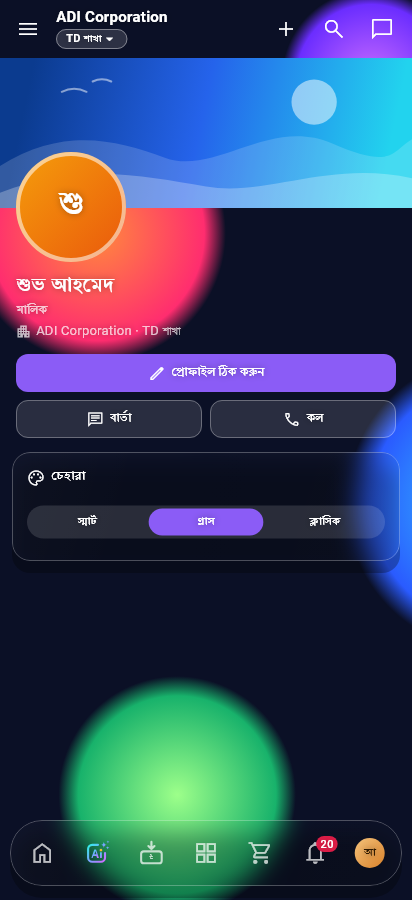 ADI Corporation
TD শাখা
শু
শুভ আহমেদ
মালিক
ADI Corporation · TD শাখা
প্রোফাইল ঠিক করুন
বার্তা
কল
চেহারা
স্মার্ট
গ্লাস
ক্লাসিক
Ai
20
আ